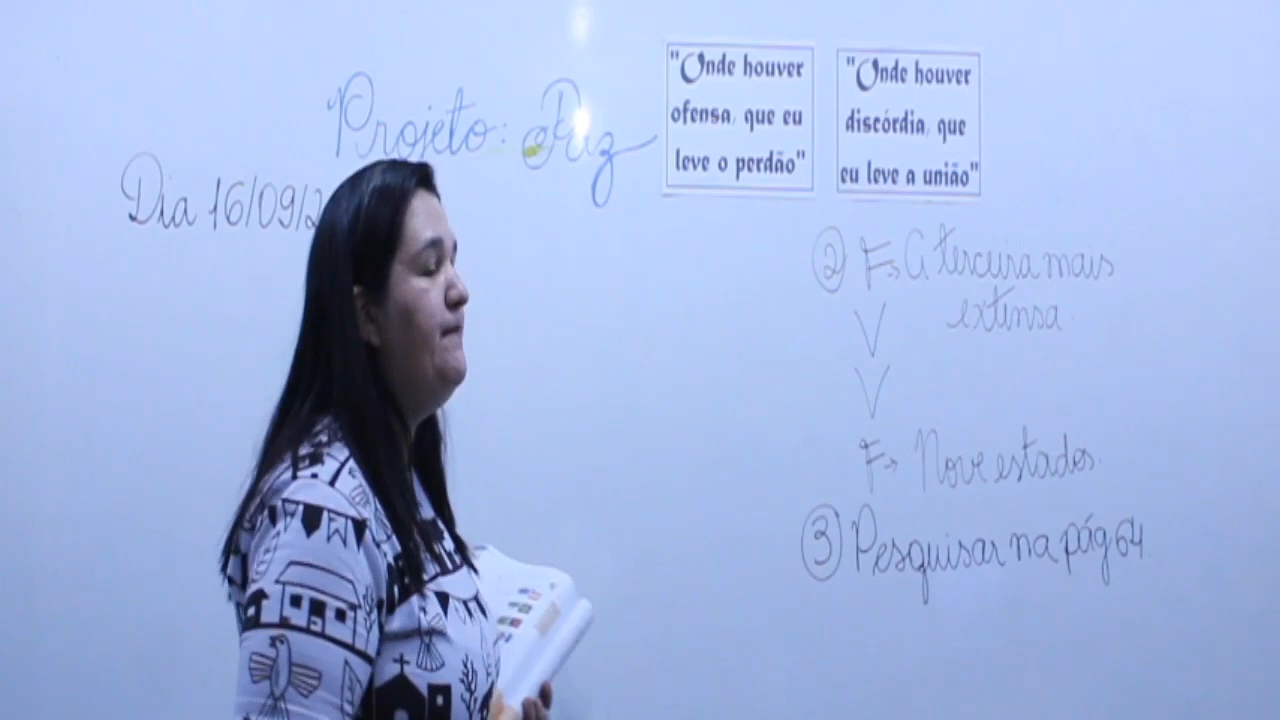 Projeto: Paz
"Onde houver
ofensa, que eu
leve o perdão"
"Onde houver
discórdia, que
eu leve a união"
Dia 16/09/2
② F→ A terceira mais
extensa.
V
V
F→ Nove estados.
③ Pesquisar na pág 64.